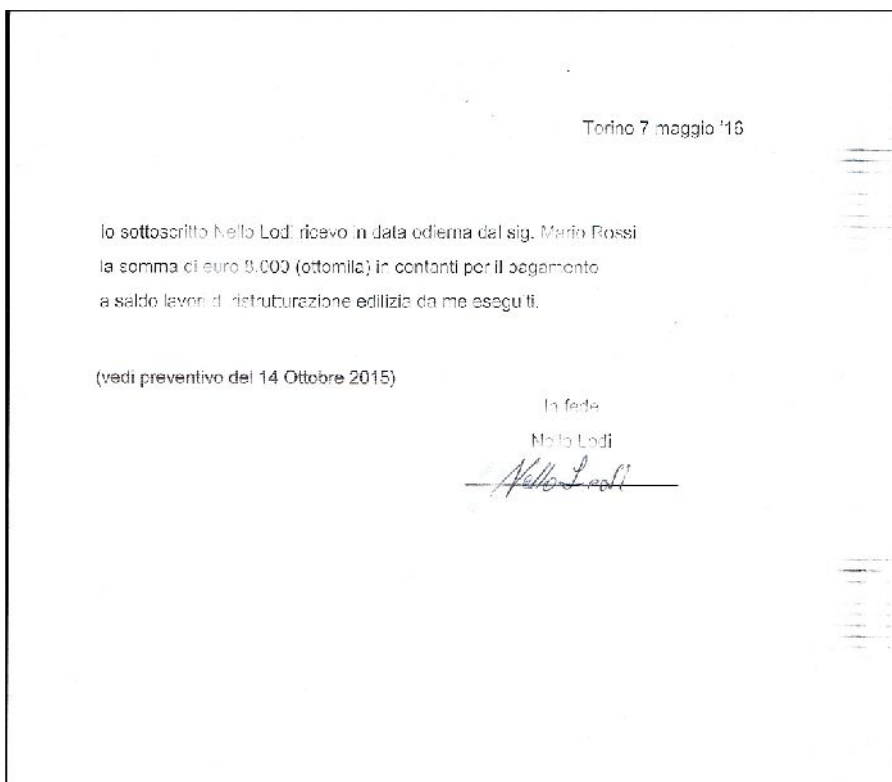 Torino 7 maggio '16
Io sottoscritto Nello Lodi ricevo in data odierna dal sig. Mario Rossi
la somma di euro 8.000 (ottomila) in contanti per il pagamento
a saldo lavori di ristrutturazione edilizia da me eseguiti.
(vedi preventivo del 14 Ottobre 2015)
In fede
Nello Lodi
Nello Lodi